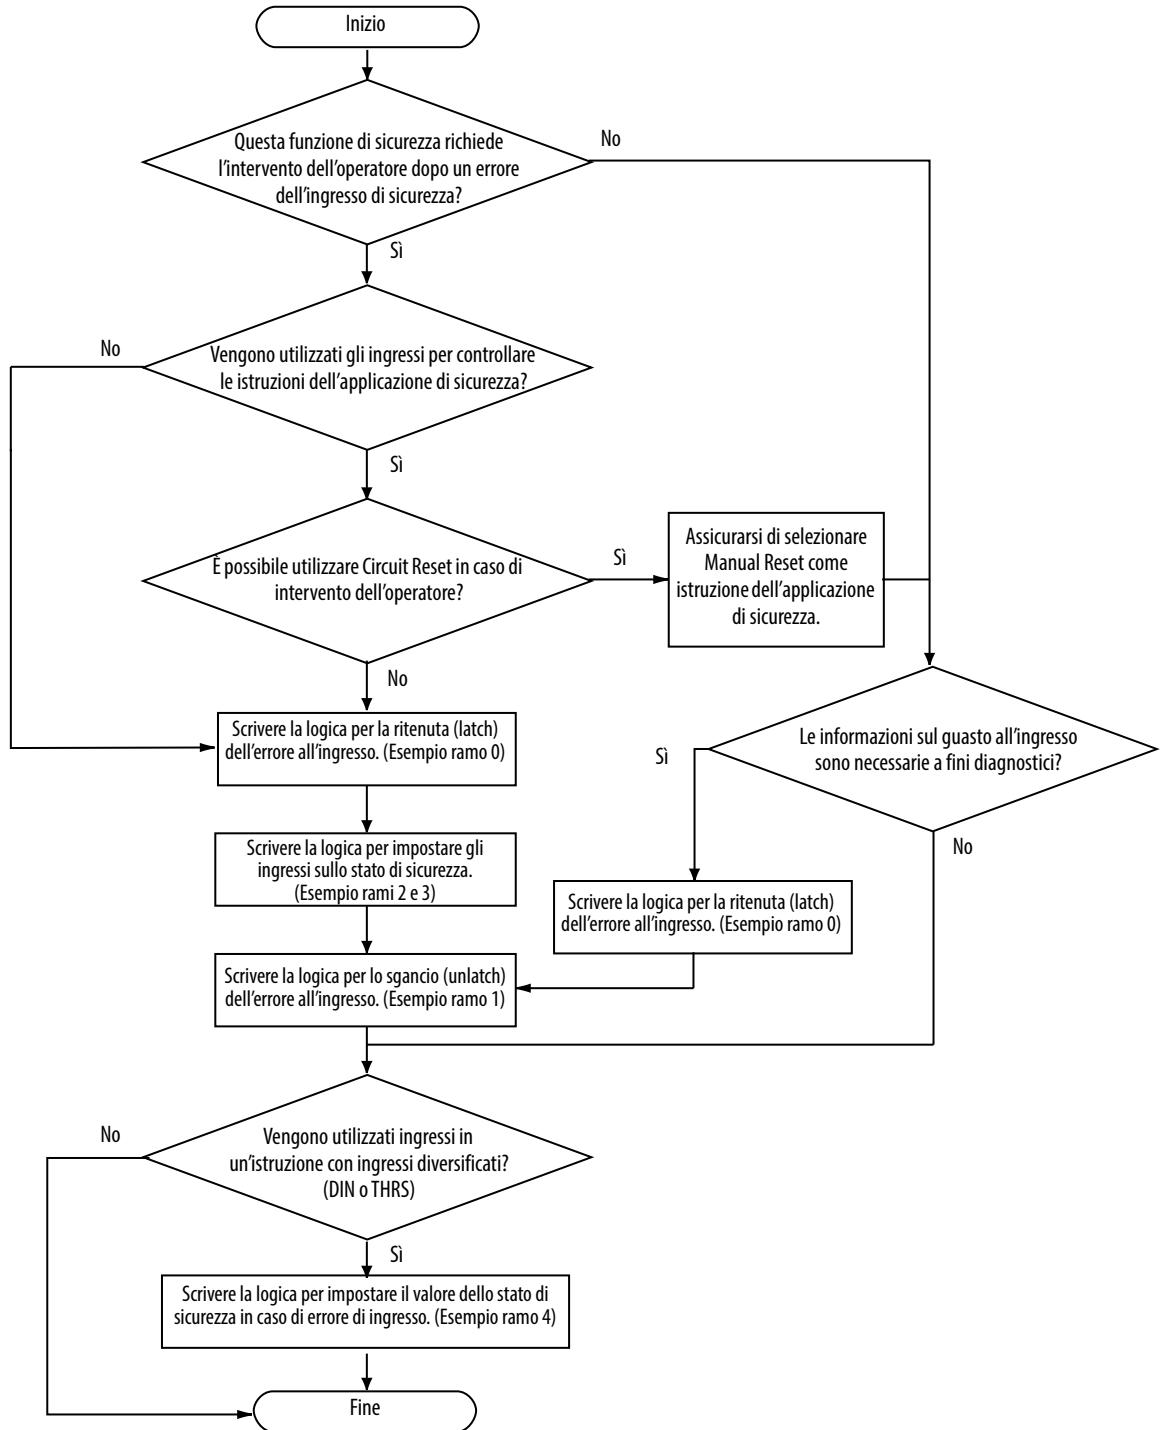 Inizio
Questa funzione di sicurezza richiede
l'intervento dell'operatore dopo un errore
dell'ingresso di sicurezza?
No
Sì
No
Vengono utilizzati gli ingressi per controllare
le istruzioni dell'applicazione di sicurezza?
Sì
È possibile utilizzare Circuit Reset in caso di
intervento dell'operatore?
Sì
Assicurarsi di selezionare
Manual Reset come
istruzione dell'applicazione
di sicurezza.
No
Scrivere la logica per la ritenuta (latch)
dell'errore all'ingresso. (Esempio ramo 0)
Le informazioni sul guasto all'ingresso
sono necessarie a fini diagnostici?
Sì
No
Scrivere la logica per impostare gli
ingressi sullo stato di sicurezza.
(Esempio rami 2 e 3)
Scrivere la logica per la ritenuta (latch)
dell'errore all'ingresso. (Esempio ramo 0)
Scrivere la logica per lo sgancio (unlatch)
dell'errore all'ingresso. (Esempio ramo 1)
No
Vengono utilizzati ingressi in
un'istruzione con ingressi diversificati?
(DIN o THRS)
Sì
Scrivere la logica per impostare il valore dello stato di
sicurezza in caso di errore di ingresso. (Esempio ramo 4)
Fine